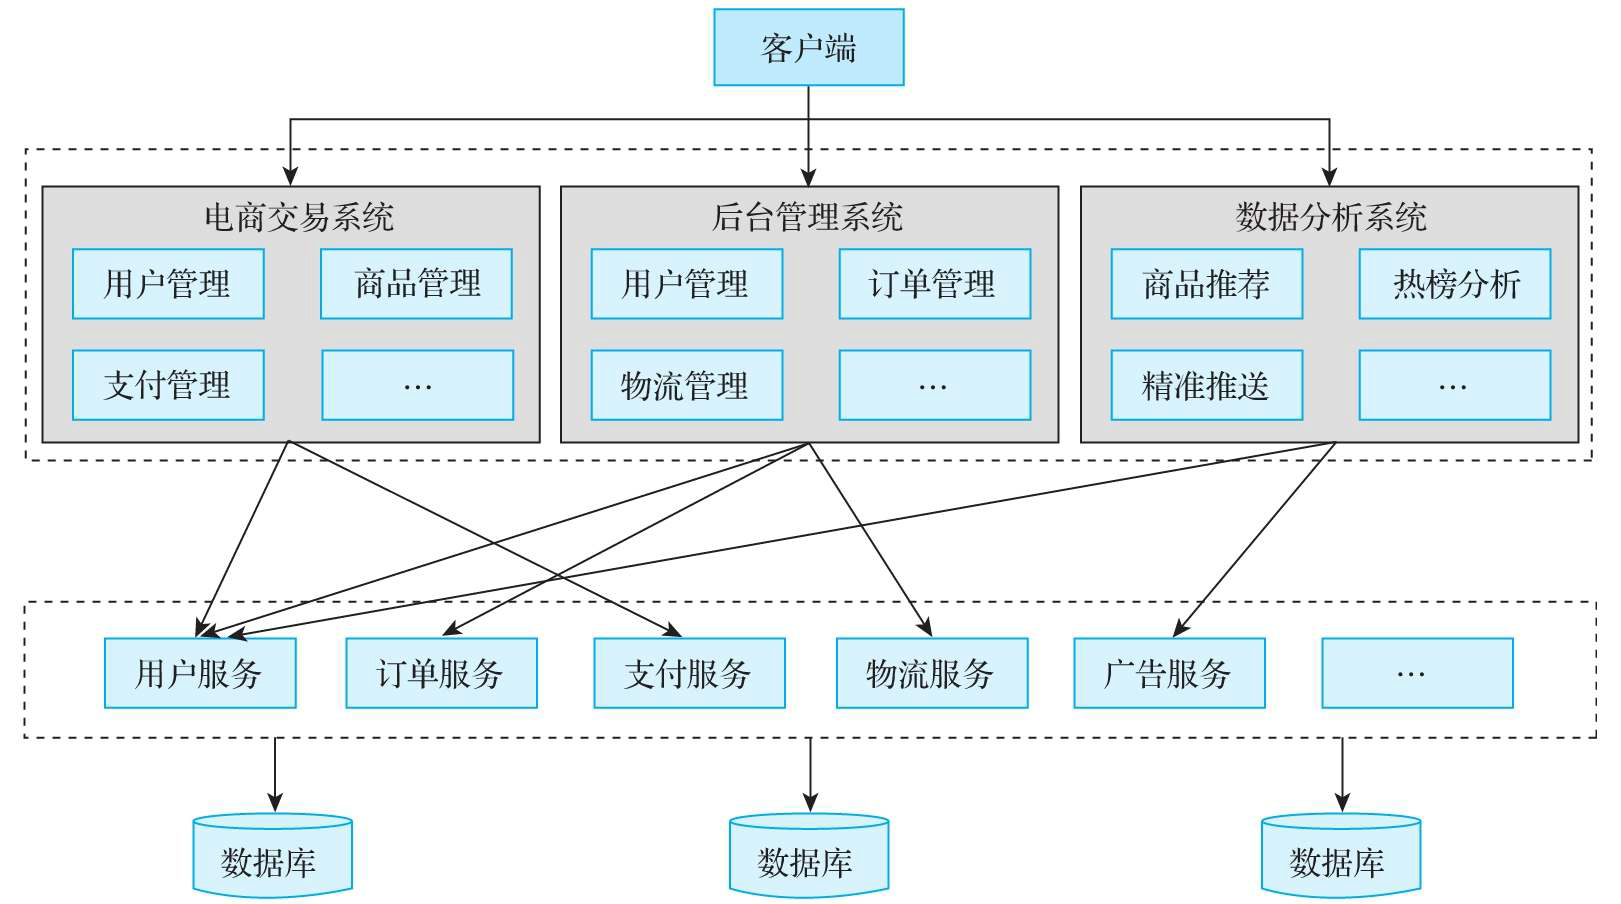 客户端
电商交易系统
用户管理
商品管理
支付管理
…
后台管理系统
用户管理
订单管理
物流管理
…
数据分析系统
商品推荐
热榜分析
精准推送
…
用户服务
订单服务
支付服务
物流服务
广告服务
…
数据库
数据库
数据库